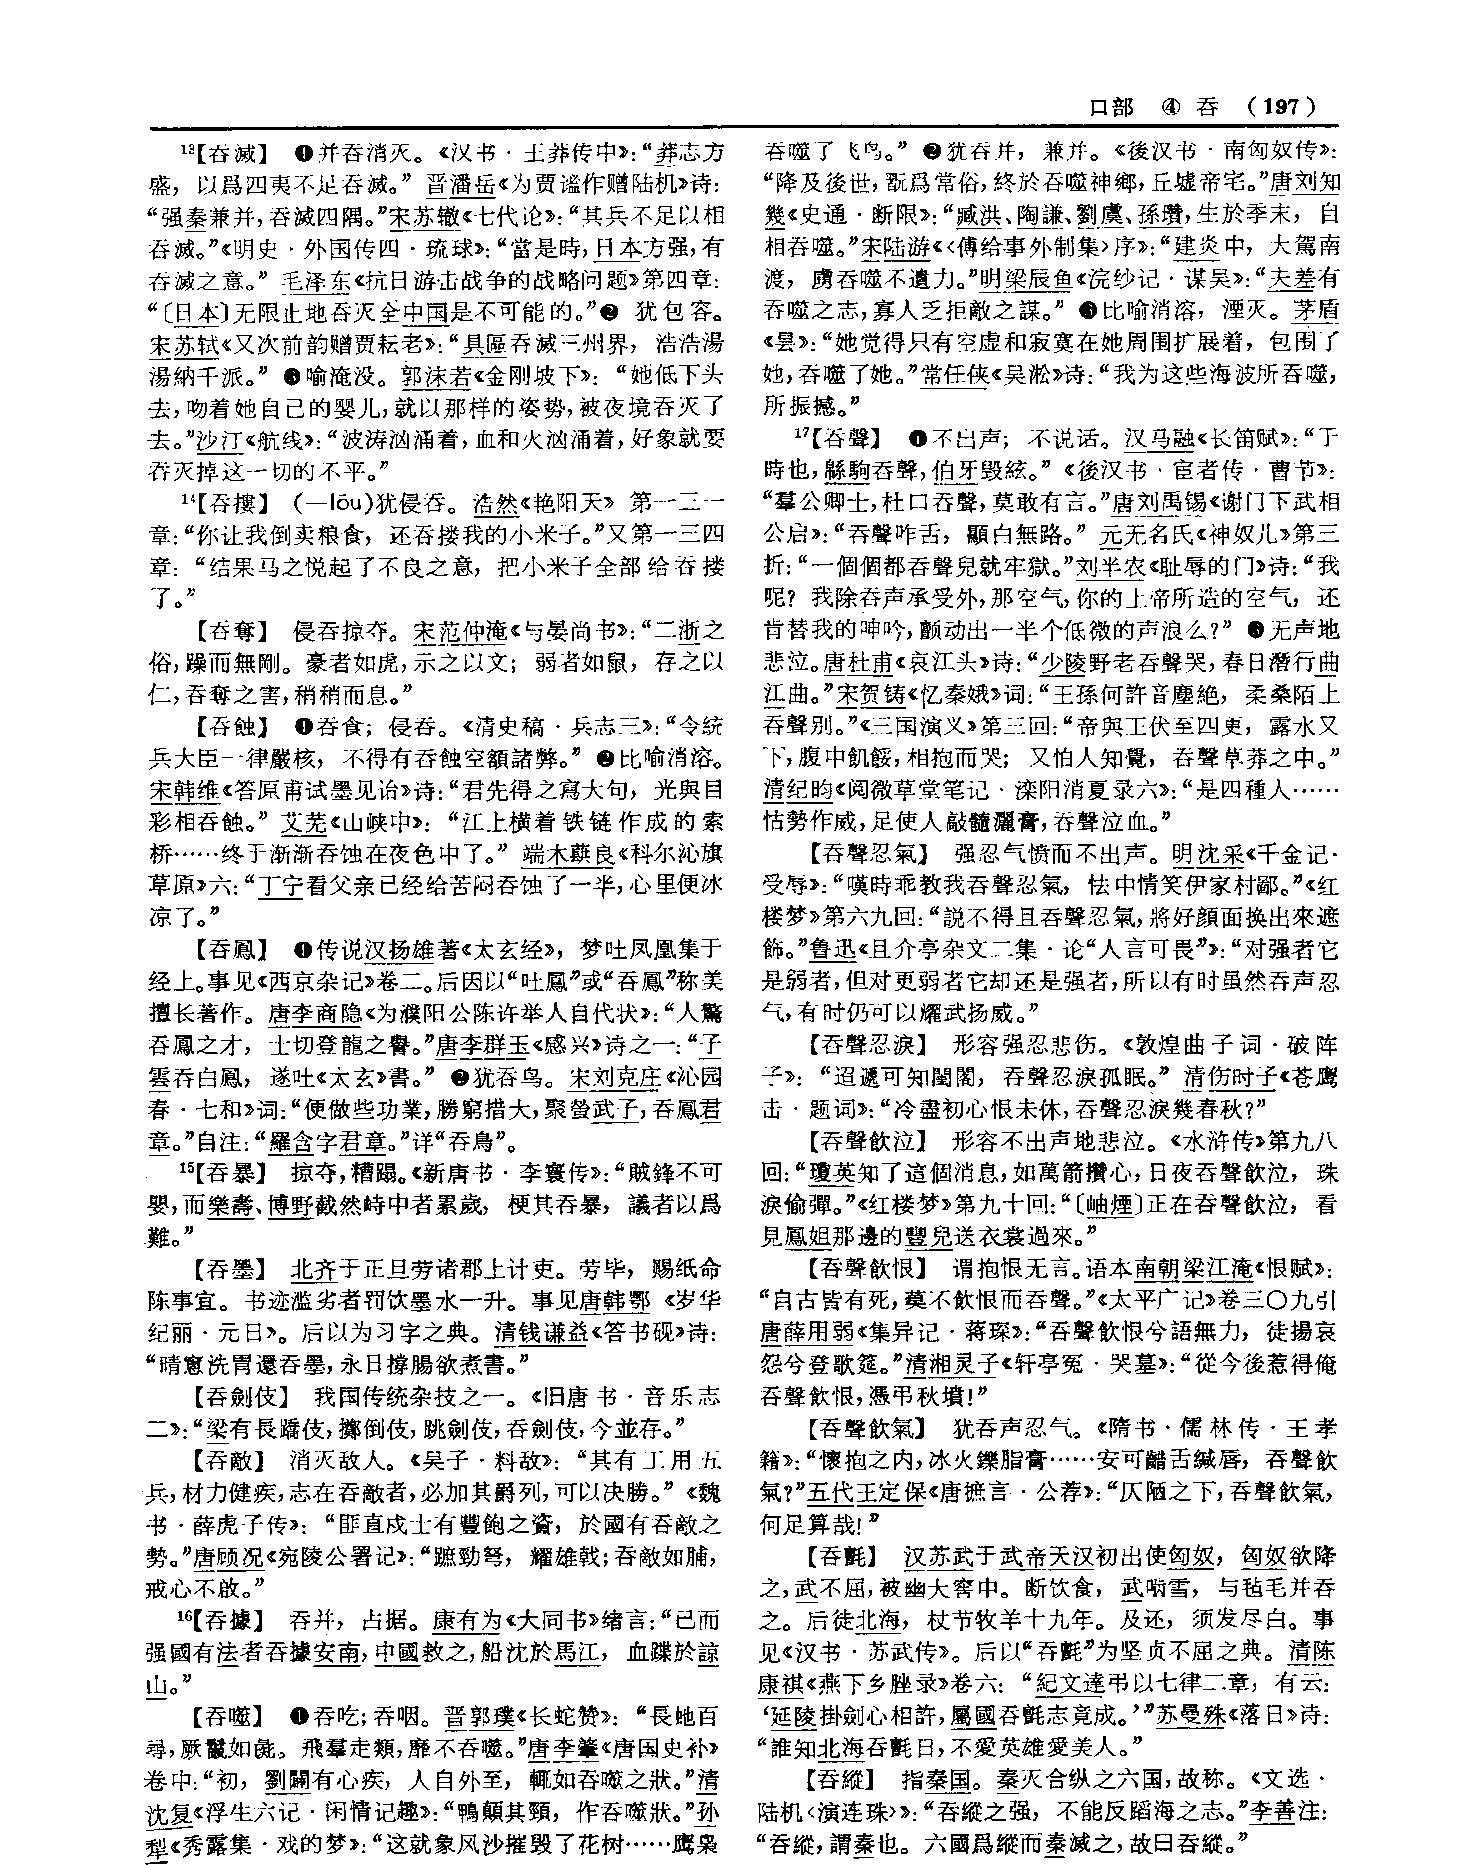 口部　④　吞　（197）
¹³【吞滅】　❶并吞消灭。《汉书·王莽传中》：“莽志方
盛，以爲四夷不足吞滅。”晋潘岳《为贾谧作赠陆机》诗：
“强秦兼并，吞滅四隅。”宋苏辙《七代论》：“其兵不足以相
吞滅。”《明史·外国传四·琉球》：“當是時，日本方强，有
吞滅之意。”毛泽东《抗日游击战争的战略问题》第四章：
“〔日本〕无限止地吞灭全中国是不可能的。”❷犹包容。
宋苏轼《又次前韵赠贾耘老》：“具區吞滅三州界，浩浩湯
湯納千派。”❸喻淹没。郭沫若《金刚坡下》：“她低下头
去，吻着她自己的婴儿，就以那样的姿势，被夜境吞灭了
去。”沙汀《航线》：“波涛汹涌着，血和火汹涌着，好象就要
吞灭掉这一切的不平。”
¹⁴【吞摟】　（—lōu）犹侵吞。浩然《艳阳天》第一三一
章：“你让我倒卖粮食，还吞搂我的小米子。”又第一三四
章：“结果马之悦起了不良之意，把小米子全部给吞搂
了。”
【吞奪】　侵吞掠夺。宋范仲淹《与晏尚书》：“二浙之
俗，躁而無剛。豪者如虎，示之以文；弱者如鼠，存之以
仁，吞奪之害，稍稍而息。”
【吞蝕】　❶吞食；侵吞。《清史稿·兵志三》：“令統
兵大臣一律嚴核，不得有吞蝕空額諸弊。”❷比喻消溶。
宋韩维《答原甫试墨见诒》诗：“君先得之寫大句，光與目
彩相吞蝕。”艾芜《山峡中》：“江上横着铁链作成的索
桥……终于渐渐吞蚀在夜色中了。”端木蕻良《科尔沁旗
草原》六：“丁宁看父亲已经给苦闷吞蚀了一半，心里便冰
凉了。”
【吞鳳】　❶传说汉扬雄著《太玄经》，梦吐凤凰集于
经上。事见《西京杂记》卷二。后因以“吐鳳”或“吞鳳”称美
擅长著作。唐李商隐《为濮阳公陈许举人自代状》：“人驚
吞鳳之才，士切登龍之譽。”唐李群玉《感兴》诗之一：“子
雲吞白鳳，遂吐《太玄》書。”❷犹吞鸟。宋刘克庄《沁园
春·七和》词：“便做些功業，勝窮措大，聚螢武子，吞鳳君
章。”自注：“羅含字君章。”详“吞鳥”。
¹⁵【吞暴】　掠夺，糟蹋。《新唐书·李寰传》：“賊鋒不可
嬰，而樂壽、博野截然峙中者累歲，梗其吞暴，議者以爲
難。”
【吞墨】　北齐于正旦劳诸郡上计吏。劳毕，赐纸命
陈事宜。书迹滥劣者罚饮墨水一升。事见唐韩鄂《岁华
纪丽·元日》。后以为习字之典。清钱谦益《答书砚》诗：
“晴窻洗胃還吞墨，永日撐腸欲煮書。”
【吞劍伎】　我国传统杂技之一。《旧唐书·音乐志
二》：“梁有長蹻伎，擲倒伎，跳劍伎，吞劍伎，今並存。”
【吞敵】　消灭敌人。《吴子·料敌》：“其有工用五
兵，材力健疾，志在吞敵者，必加其爵列，可以决勝。”《魏
书·薛虎子传》：“匪直戍士有豐飽之資，於國有吞敵之
勢。”唐顾况《宛陵公署记》：“蹠勁弩，耀雄戟；吞敵如脯，
戒心不啟。”
¹⁶【吞據】　吞并，占据。康有为《大同书》绪言：“已而
强國有法者吞據安南，中國救之，船沈於馬江，血蹀於諒
山。”
【吞噬】　❶吞吃；吞咽。晋郭璞《长蛇赞》：“長虵百
尋，厥鬣如彘。飛羣走類，靡不吞噬。”唐李肇《唐国史补》
卷中：“初，劉闢有心疾，人自外至，輒如吞噬之狀。”清
沈复《浮生六记·闲情记趣》：“鴨顛其頸，作吞噬狀。”孙
犁《秀露集·戏的梦》：“这就象风沙摧毁了花树……鹰枭
吞噬了飞鸟。”❷犹吞并，兼并。《後汉书·南匈奴传》：
“降及後世，翫爲常俗，終於吞噬神鄉，丘墟帝宅。”唐刘知
幾《史通·断限》：“臧洪、陶謙、劉虞、孫瓚，生於季末，自
相吞噬。”宋陆游《〈傅给事外制集〉序》：“建炎中，大駕南
渡，虜吞噬不遺力。”明梁辰鱼《浣纱记·谋吴》：“夫差有
吞噬之志，寡人乏拒敵之謀。”❸比喻消溶，湮灭。茅盾
《昙》：“她觉得只有空虚和寂寞在她周围扩展着，包围了
她，吞噬了她。”常任侠《吴淞》诗：“我为这些海波所吞噬，
所振撼。”
¹⁷【吞聲】　❶不出声；不说话。汉马融《长笛赋》：“于
時也，緜駒吞聲，伯牙毀絃。”《後汉书·宦者传·曹节》：
“羣公卿士，杜口吞聲，莫敢有言。”唐刘禹锡《谢门下武相
公启》：“吞聲咋舌，顯白無路。”元无名氏《神奴儿》第三
折：“一個個都吞聲兒就牢獄。”刘半农《耻辱的门》诗：“我
呢？我除吞声承受外，那空气，你的上帝所造的空气，还
肯替我的呻吟，颤动出一半个低微的声浪么？”❸无声地
悲泣。唐杜甫《哀江头》诗：“少陵野老吞聲哭，春日潛行曲
江曲。”宋贺铸《忆秦娥》词：“王孫何許音塵絶，柔桑陌上
吞聲别。”《三国演义》第三回：“帝與王伏至四更，露水又
下，腹中飢餒，相抱而哭；又怕人知覺，吞聲草莽之中。”
清纪昀《阅微草堂笔记·滦阳消夏录六》：“是四種人……
怙勢作威，足使人敲髓灑膏，吞聲泣血。”
【吞聲忍氣】　强忍气愤而不出声。明沈采《千金记·
受辱》：“嘆時乖教我吞聲忍氣，怯中情笑伊家村鄙。”《红
楼梦》第六九回：“説不得且吞聲忍氣，將好顔面换出來遮
飾。”鲁迅《且介亭杂文二集·论“人言可畏”》：“对强者它
是弱者，但对更弱者它却还是强者，所以有时虽然吞声忍
气，有时仍可以耀武扬威。”
【吞聲忍淚】　形容强忍悲伤。《敦煌曲子词·破阵
子》：“迢遞可知閨閣，吞聲忍淚孤眠。”清伤时子《苍鹰
击·题词》：“冷盡初心恨未休，吞聲忍淚幾春秋？”
【吞聲飲泣】　形容不出声地悲泣。《水浒传》第九八
回：“瓊英知了這個消息，如萬箭攢心，日夜吞聲飲泣，珠
淚偷彈。”《红楼梦》第九十回：“〔岫煙〕正在吞聲飲泣，看
見鳳姐那邊的豐兒送衣裳過來。”
【吞聲飲恨】　谓抱恨无言。语本南朝梁江淹《恨赋》：
“自古皆有死，莫不飲恨而吞聲。”《太平广记》卷三〇九引
唐薛用弱《集异记·蒋琛》：“吞聲飲恨兮語無力，徒揚哀
怨兮登歌筵。”清湘灵子《轩亭冤·哭墓》：“從今後惹得俺
吞聲飲恨，憑弔秋墳！”
【吞聲飲氣】　犹吞声忍气。《隋书·儒林传·王孝
籍》：“懷抱之内，冰火鑠脂膏……安可齰舌緘唇，吞聲飲
氣？”五代王定保《唐摭言·公荐》：“仄陋之下，吞聲飲氣，
何足算哉！”
【吞氈】　汉苏武于武帝天汉初出使匈奴，匈奴欲降
之，武不屈，被幽大窖中。断饮食，武啮雪，与毡毛并吞
之。后徙北海，杖节牧羊十九年。及还，须发尽白。事
见《汉书·苏武传》。后以“吞氈”为坚贞不屈之典。清陈
康祺《燕下乡脞录》卷六：“紀文達弔以七律二章，有云：
‘延陵掛劍心相許，屬國吞氈志竟成。’”苏曼殊《落日》诗：
“誰知北海吞氈日，不愛英雄愛美人。”
【吞縱】　指秦国。秦灭合纵之六国，故称。《文选·
陆机〈演连珠〉》：“吞縱之强，不能反蹈海之志。”李善注：
“吞縱，謂秦也。六國爲縱而秦滅之，故曰吞縱。”